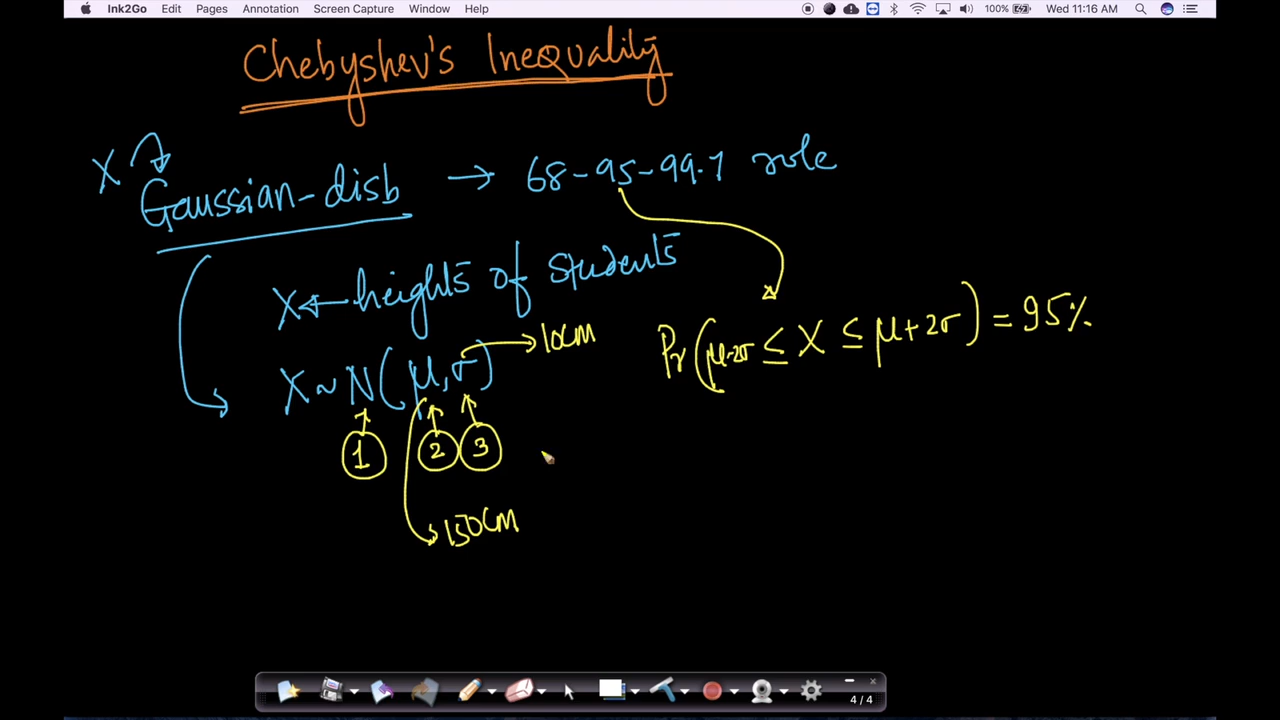 Ink2Go Edit Pages Annotation Screen Capture Window Help 100% Wed 11:16 AM
Chebyshev's Inequality
X
Gaussian-disb → 68-95-99.7 rule
X ← heights of students
10CM
Pr(μ-2σ ≤ X ≤ μ+2σ) = 95%
X ~ N(μ, σ)
1 2 3
150CM
4 / 4